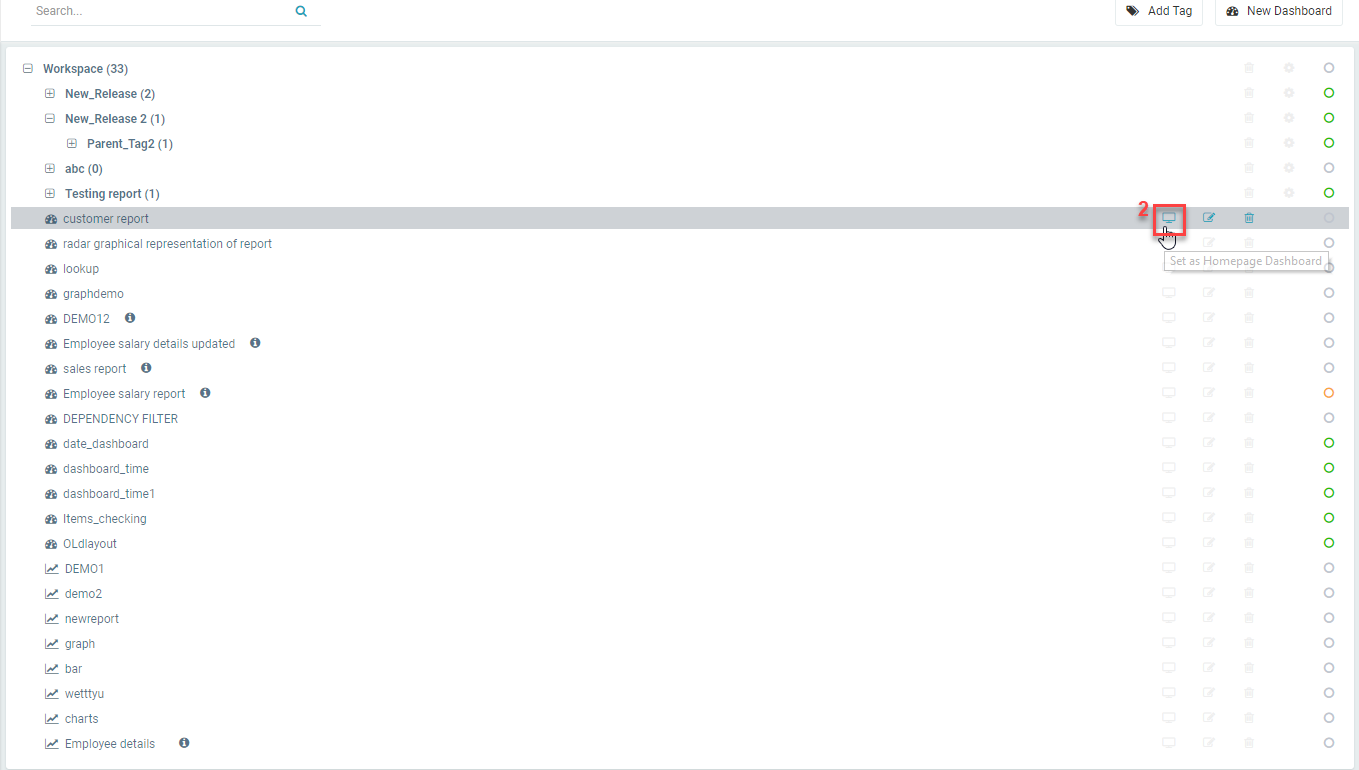 Search...
Add Tag
New Dashboard
Workspace (33)
New_Release (2)
New_Release 2 (1)
Parent_Tag2 (1)
abc (0)
Testing report (1)
customer report
2
radar graphical representation of report
Set as Homepage Dashboard
lookup
graphdemo
DEMO12
Employee salary details updated
sales report
Employee salary report
DEPENDENCY FILTER
date_dashboard
dashboard_time
dashboard_time1
Items_checking
OLdlayout
DEMO1
demo2
newreport
graph
bar
wetttyu
charts
Employee details